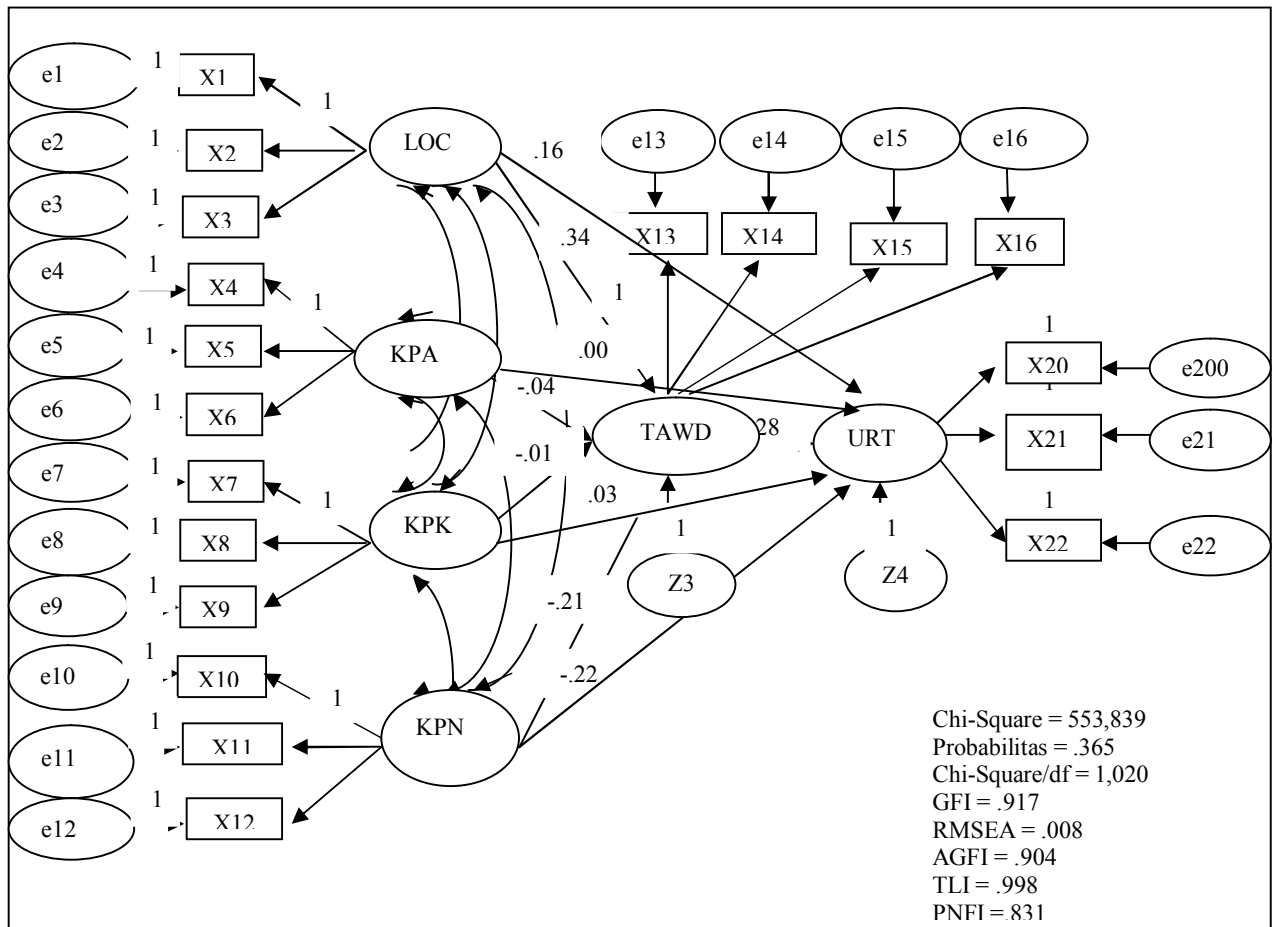 e1 1 X1
1
e2 1 X2
LOC
.16
e13 e14 e15 e16
e3 1 X3
.34
X13 X14 X15 X16
e4 1 X4
1
1
e5 1 X5
KPA
.00
1
X20 e200
1
e6 1 X6
-.04
TAWD 28 URT
X21 e21
e7 1 X7
-.01
1
KPK
.03
1
1
1
e8 X8
X22 e22
Z3 Z4
e9 1 X9
-.21
e10 1 X10
1
-.22
KPN
e11 1 X11
e12 1 X12
Chi-Square = 553,839
Probabilitas = .365
Chi-Square/df = 1,020
GFI = .917
RMSEA = .008
AGFI = .904
TLI = .998
PNFI =.831